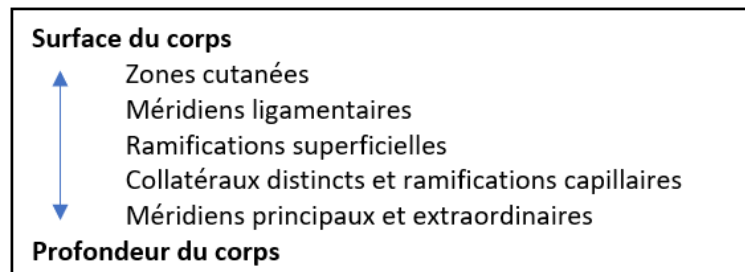 Surface du corps
Zones cutanées
Méridiens ligamentaires
Ramifications superficielles
Collatéraux distincts et ramifications capillaires
Méridiens principaux et extraordinaires
Profondeur du corps